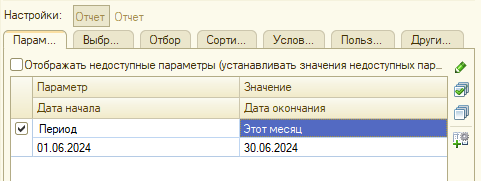 Настройки: Отчет Отчет
Парам... Выбр... Отбор Сорти... Услов... Польз... Други...
Отображать недоступные параметры (устанавливать значения недоступных пар...
Параметр Значение
Дата начала Дата окончания
Период Этот месяц
01.06.2024 30.06.2024